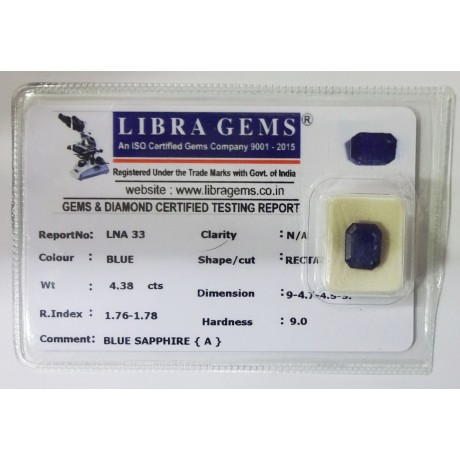 LIBRA GEMS®
An ISO Certified Gems Company 9001 - 2015
Registered Under the Trade Marks with Govt. of India
website : www.libragems.co.in
GEMS & DIAMOND CERTIFIED TESTING REPORT
ReportNo: LNA 33 Clarity : N/A
Colour : BLUE Shape/cut :
Wt : 4.38 cts Dimension :
R.Index : 1.76-1.78 Hardness : 9.0
Comment: BLUE SAPPHIRE { A }